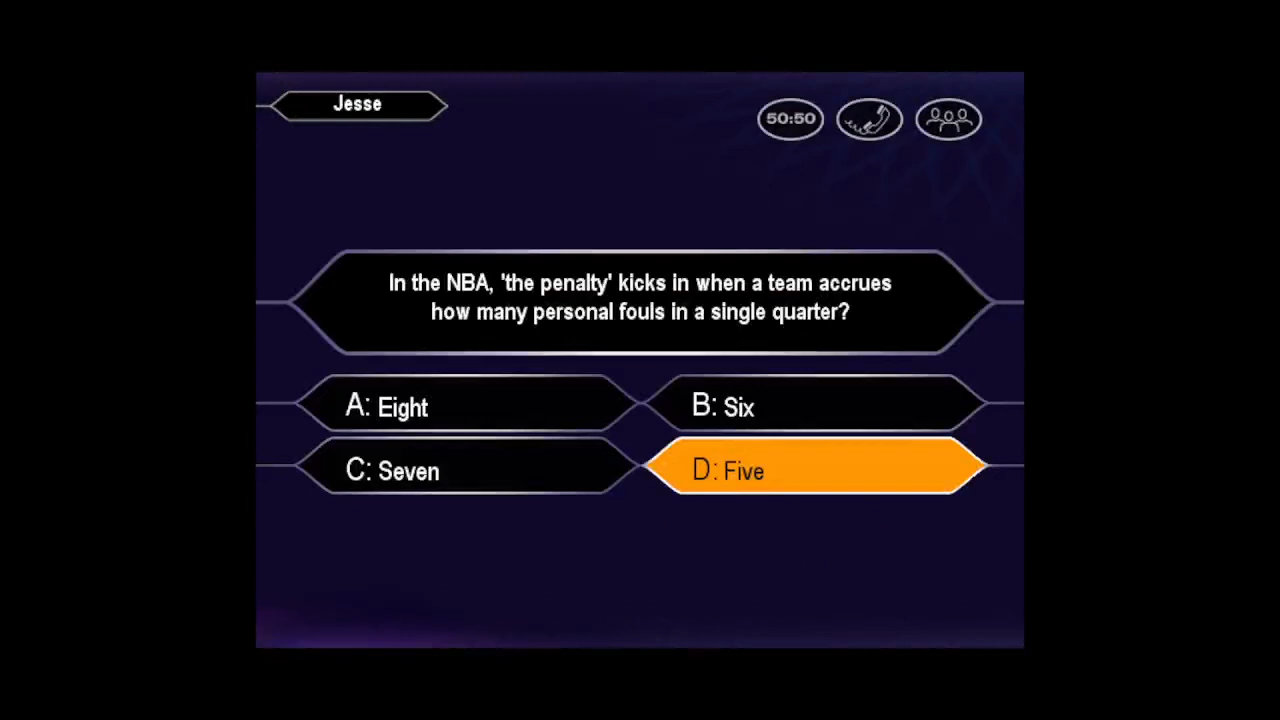 Jesse
50:50
In the NBA, 'the penalty' kicks in when a team accrues
how many personal fouls in a single quarter?
A: Eight
B: Six
C: Seven
D: Five